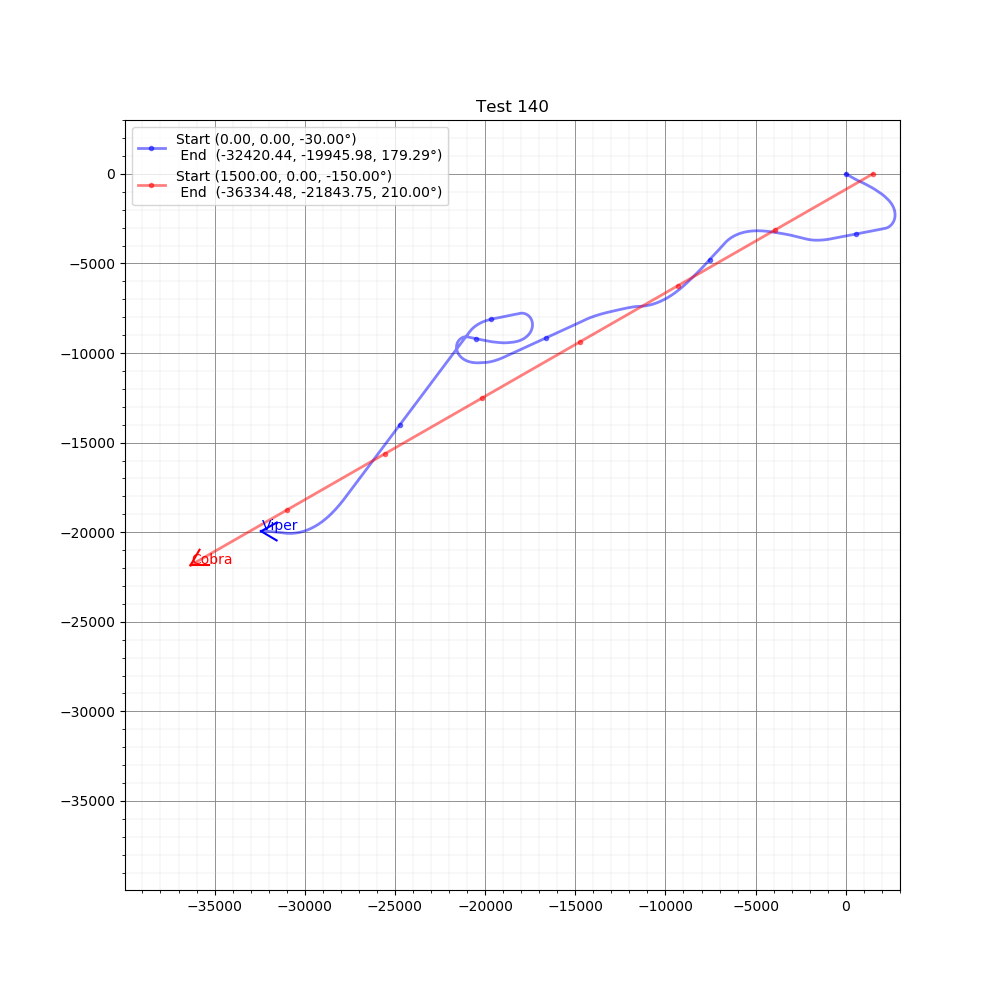 Test 140
Start (0.00, 0.00, -30.00°)
End (-32420.44, -19945.98, 179.29°)
Start (1500.00, 0.00, -150.00°)
End (-36334.48, -21843.75, 210.00°)
0
−5000
−10000
−15000
−20000
−25000
−30000
−35000
Viper
Cobra
−35000 −30000 −25000 −20000 −15000 −10000 −5000 0